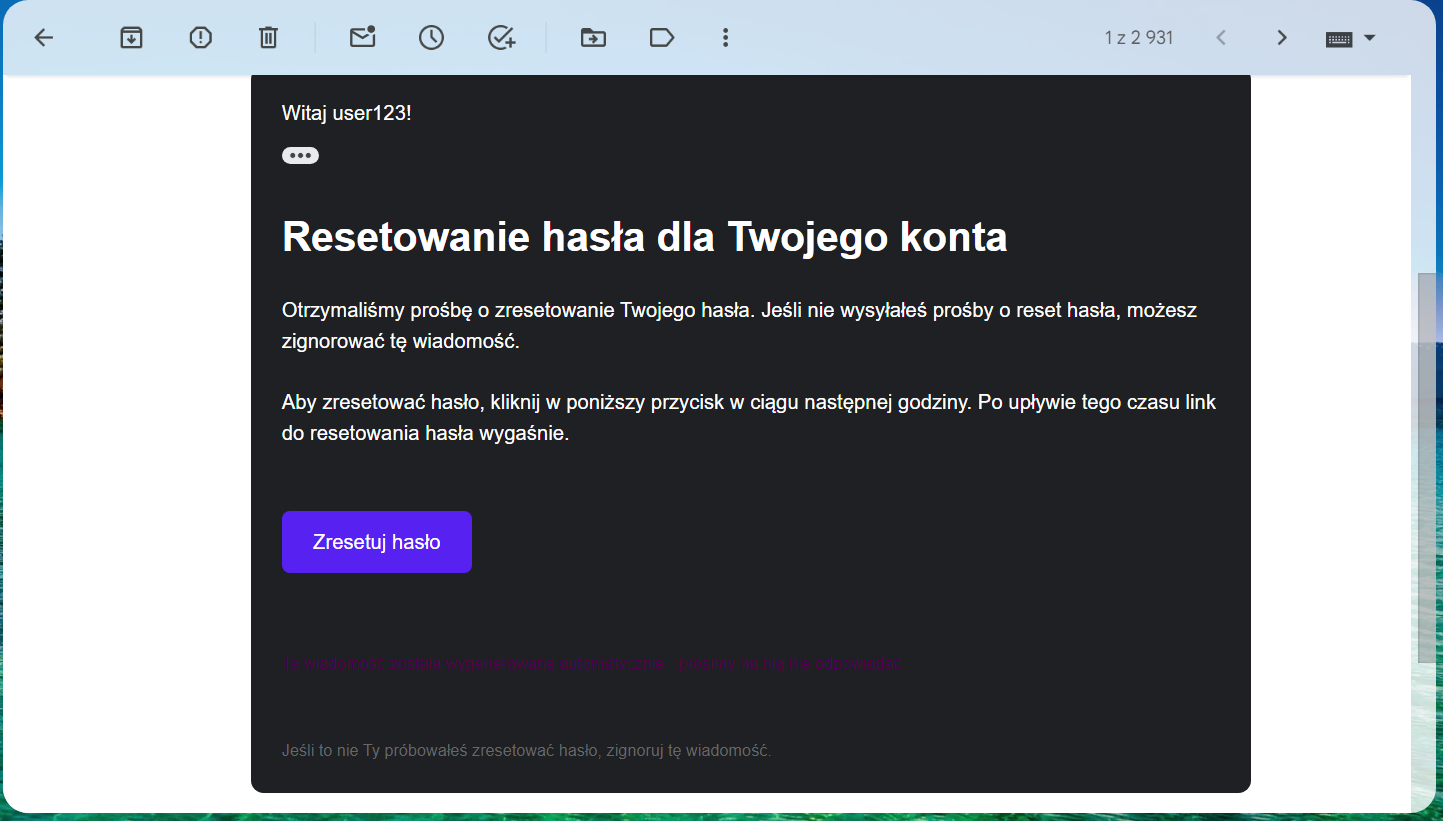 1 z 2 931
Witaj user123!
Resetowanie hasła dla Twojego konta
Otrzymaliśmy prośbę o zresetowanie Twojego hasła. Jeśli nie wysyłałeś prośby o reset hasła, możesz
zignorować tę wiadomość.
Aby zresetować hasło, kliknij w poniższy przycisk w ciągu następnej godziny. Po upływie tego czasu link
do resetowania hasła wygaśnie.
Zresetuj hasło
Ta wiadomość została wygenerowana automatycznie - prosimy na nią nie odpowiadać.
Jeśli to nie Ty próbowałeś zresetować hasło, zignoruj tę wiadomość.